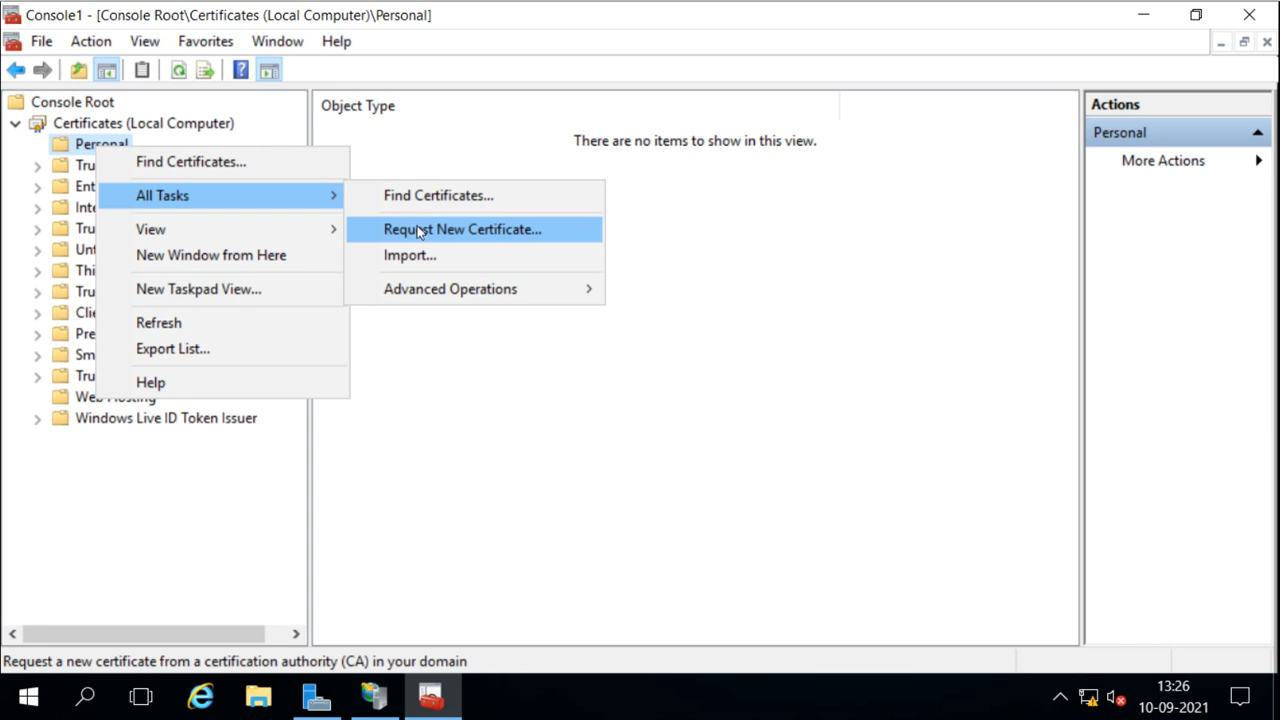 Console1 - [Console Root\Certificates (Local Computer)\Personal]
File Action View Favorites Window Help
Console Root
Certificates (Local Computer)
Personal
Tru
Ent
Inte
Tru
Unt
Thi
Tru
Clie
Pre
Sm
Tru
Web Hosting
Windows Live ID Token Issuer
Find Certificates...
All Tasks
View
New Window from Here
New Taskpad View...
Refresh
Export List...
Help
Find Certificates...
Request New Certificate...
Import...
Advanced Operations
Object Type
There are no items to show in this view.
Actions
Personal
More Actions
Request a new certificate from a certification authority (CA) in your domain
13:26
10-09-2021